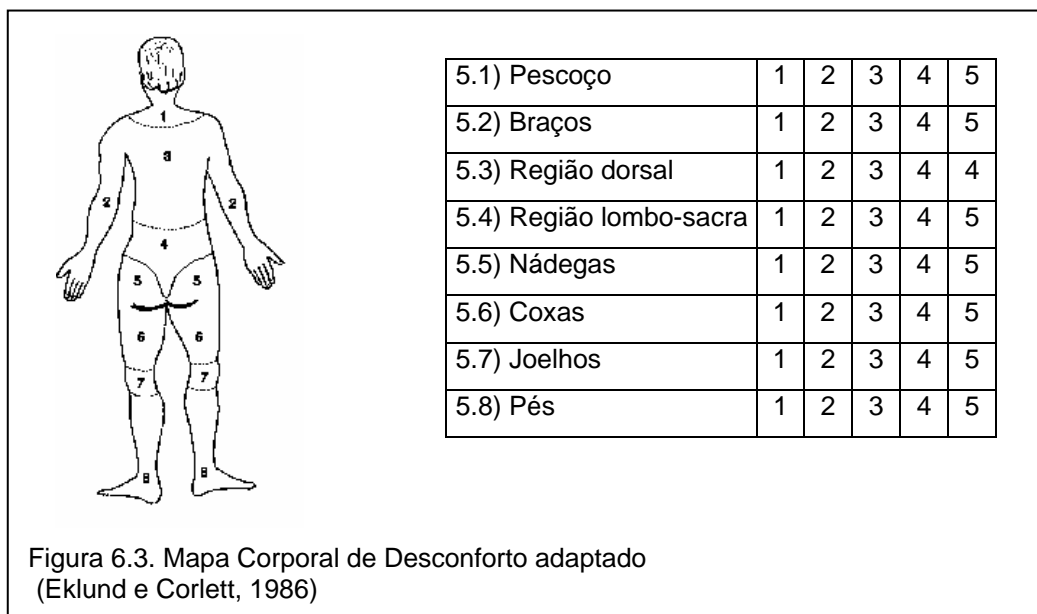 1
3
2 2
4
5 5
6 6
7 7
8 8
5.1) Pescoço 1 2 3 4 5
5.2) Braços 1 2 3 4 5
5.3) Região dorsal 1 2 3 4 4
5.4) Região lombo-sacra 1 2 3 4 5
5.5) Nádegas 1 2 3 4 5
5.6) Coxas 1 2 3 4 5
5.7) Joelhos 1 2 3 4 5
5.8) Pés 1 2 3 4 5
Figura 6.3. Mapa Corporal de Desconforto adaptado
(Eklund e Corlett, 1986)